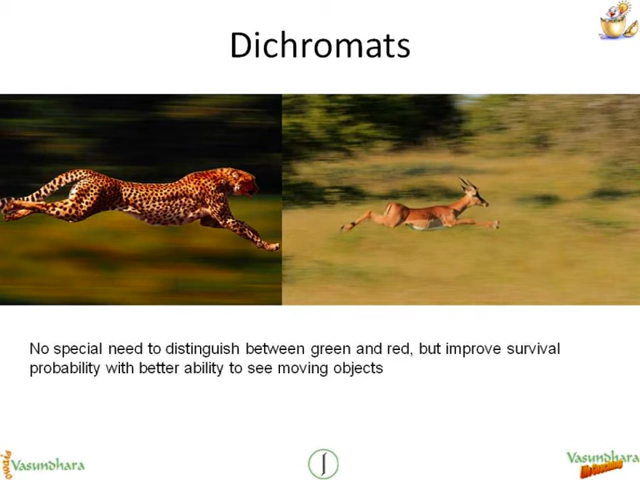 Dichromats
No special need to distinguish between green and red, but improve survival
probability with better ability to see moving objects
Vasundhara
Vasundhara